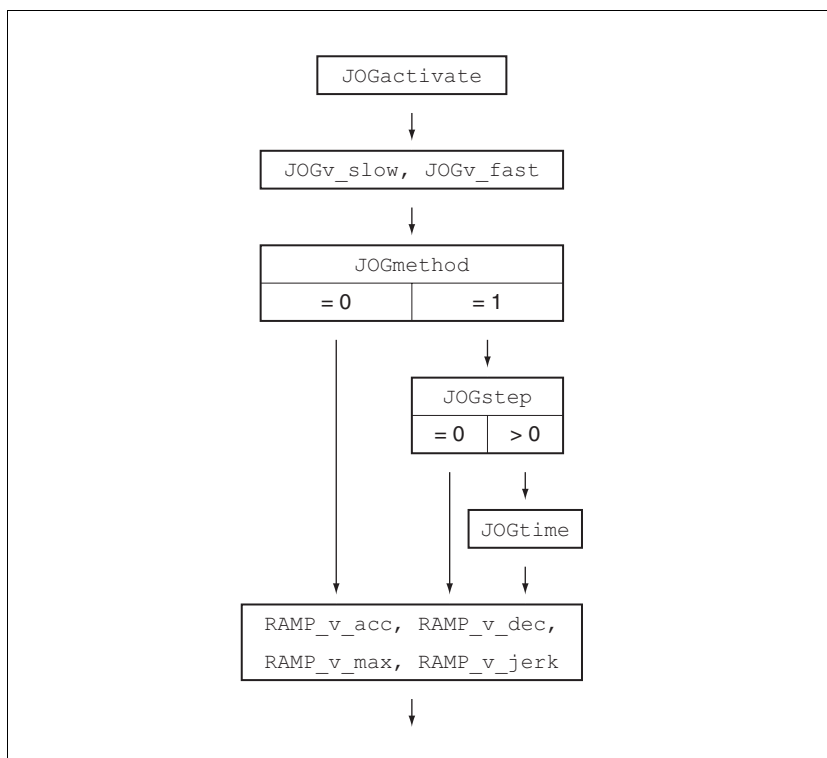 JOGactivate
JOGv_slow, JOGv_fast
JOGmethod
= 0 = 1
JOGstep
= 0 > 0
JOGtime
RAMP_v_acc, RAMP_v_dec,
RAMP_v_max, RAMP_v_jerk